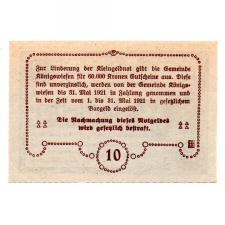 Zur Linderung der Kleingeldnot gibt die Gemeinde
Königswiesen für 60.000 Kronen Gutscheine aus. Diese
sind unverzinslich, werden von der Gemeinde Königs-
wiesen bis 31. Mai 1921 in Zahlung genommen und
in der Zeit vom 1. bis 31. Mai 1921 in gesetzlichem
Bargeld eingelöst.
Die Nachmachung dieses Notgeldes
wird gesetzlich bestraft.
10